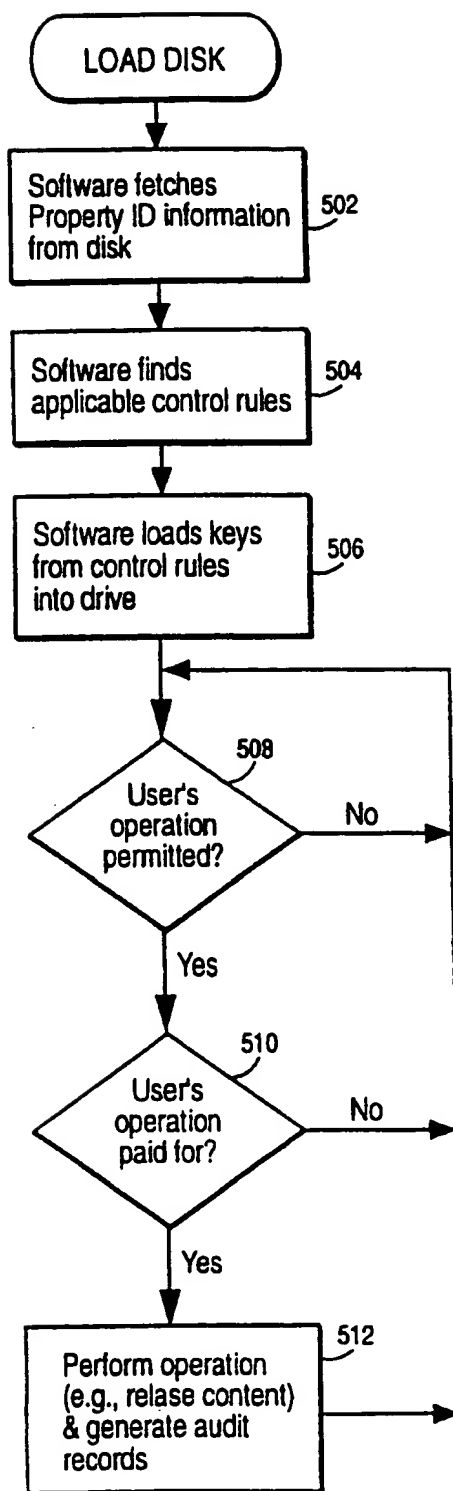 LOAD DISK
Software fetches
Property ID information
from disk
502
Software finds
applicable control rules
504
Software loads keys
from control rules
into drive
506
508
User's
operation
permitted?
No
Yes
510
User's
operation
paid for?
No
Yes
512
Perform operation
(e.g., relase content)
& generate audit
records